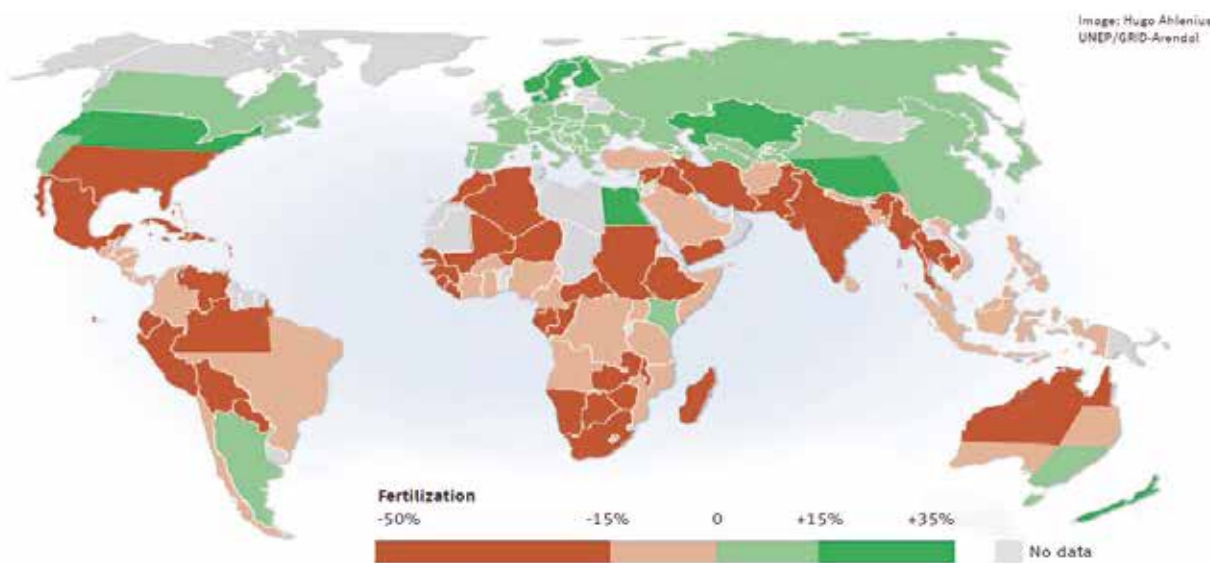 Image: Hugo Ahlenius
UNEP/GRID-Arendal
Fertilization
-50% -15% 0 +15% +35%
No data